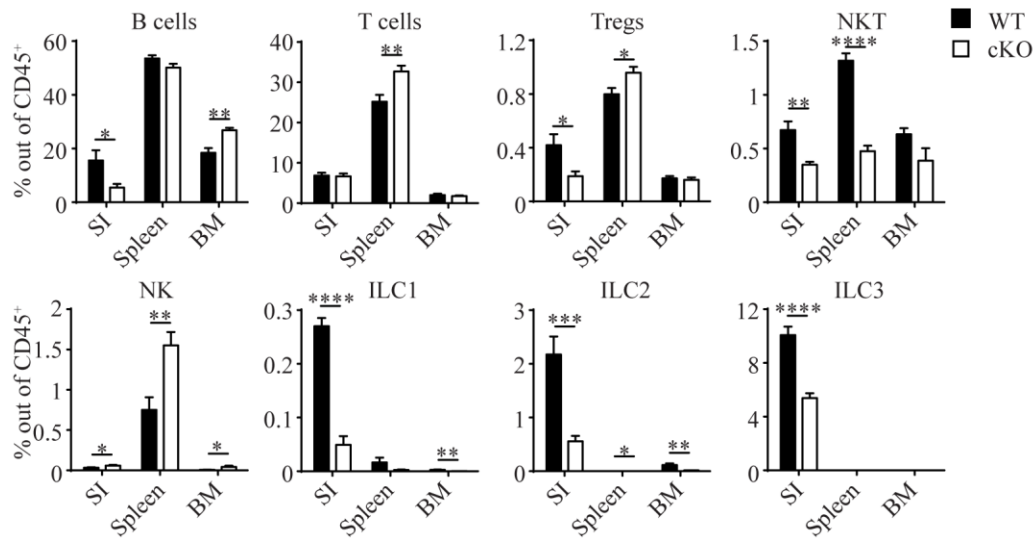 B cells
T cells
Tregs
NKT
WT
cKO
% out of CD45⁺
60
40
20
0
*
**
SI
Spleen
BM
40
30
20
10
0
**
SI
Spleen
BM
1.2
0.8
0.4
0
*
*
SI
Spleen
BM
1.5
1
0.5
0
**
****
SI
Spleen
BM
NK
ILC1
ILC2
ILC3
% out of CD45⁺
2
1.5
1
0.5
0
*
**
*
SI
Spleen
BM
0.3
0.2
0.1
0
****
**
SI
Spleen
BM
3
2
1
0
***
*
**
SI
Spleen
BM
12
8
4
0
****
SI
Spleen
BM